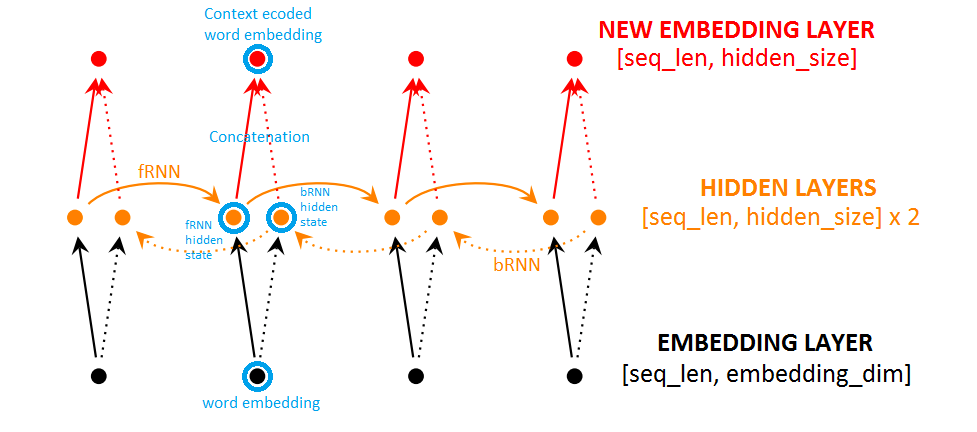 Context ecoded
word embedding
NEW EMBEDDING LAYER
[seq_len, hidden_size]
Concatenation
fRNN
bRNN
hidden
state
HIDDEN LAYERS
[seq_len, hidden_size] x 2
fRNN
hidden
state
bRNN
EMBEDDING LAYER
[seq_len, embedding_dim]
word embedding